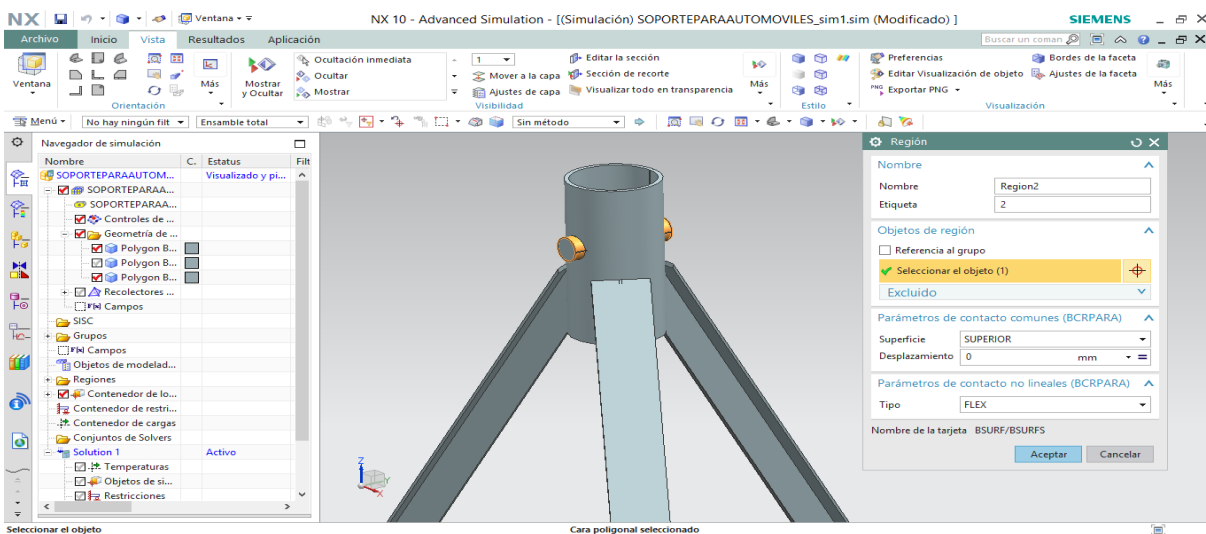 NX Ventana NX 10 - Advanced Simulation - [(Simulación) SOPORTEPARAAUTOMOVILES_sim1.sim (Modificado) ] SIEMENS
Archivo Inicio Vista Resultados Aplicación Buscar un coman
Ventana
Orientación
Más
Mostrar y Ocultar
Ocultación inmediata
Ocultar
Mostrar
1
Mover a la capa
Ajustes de capa
Editar la sección
Sección de recorte
Visualizar todo en transparencia
Más
Visibilidad
Estilo
Preferencias
Editar Visualización de objeto
PNG Exportar PNG
Bordes de la faceta
Ajustes de la faceta
Más
Visualización
Menú No hay ningún filt Ensamble total Sin método
Navegador de simulación
Nombre C. Estatus Filt
SOPORTEPARAAUTOM... Visualizado y pi...
SOPORTEPARAA...
SOPORTEPARAA...
Controles de ...
Geometría de ...
Polygon B...
Polygon B...
Polygon B...
Recolectores ...
Campos
SISC
Grupos
Campos
Objetos de modelad...
Regiones
Contenedor de lo...
Contenedor de restri...
Contenedor de cargas
Conjuntos de Solvers
Solution 1 Activo
Temperaturas
Objetos de si...
Restricciones
Z
Y
X
Región
Nombre
Nombre Region2
Etiqueta 2
Objetos de región
Referencia al grupo
Seleccionar el objeto (1)
Excluido
Parámetros de contacto comunes (BCRPARA)
Superficie SUPERIOR
Desplazamiento 0 mm
Parámetros de contacto no lineales (BCRPARA)
Tipo FLEX
Nombre de la tarjeta BSURF/BSURFS
Aceptar Cancelar
Seleccionar el objeto Cara poligonal seleccionado